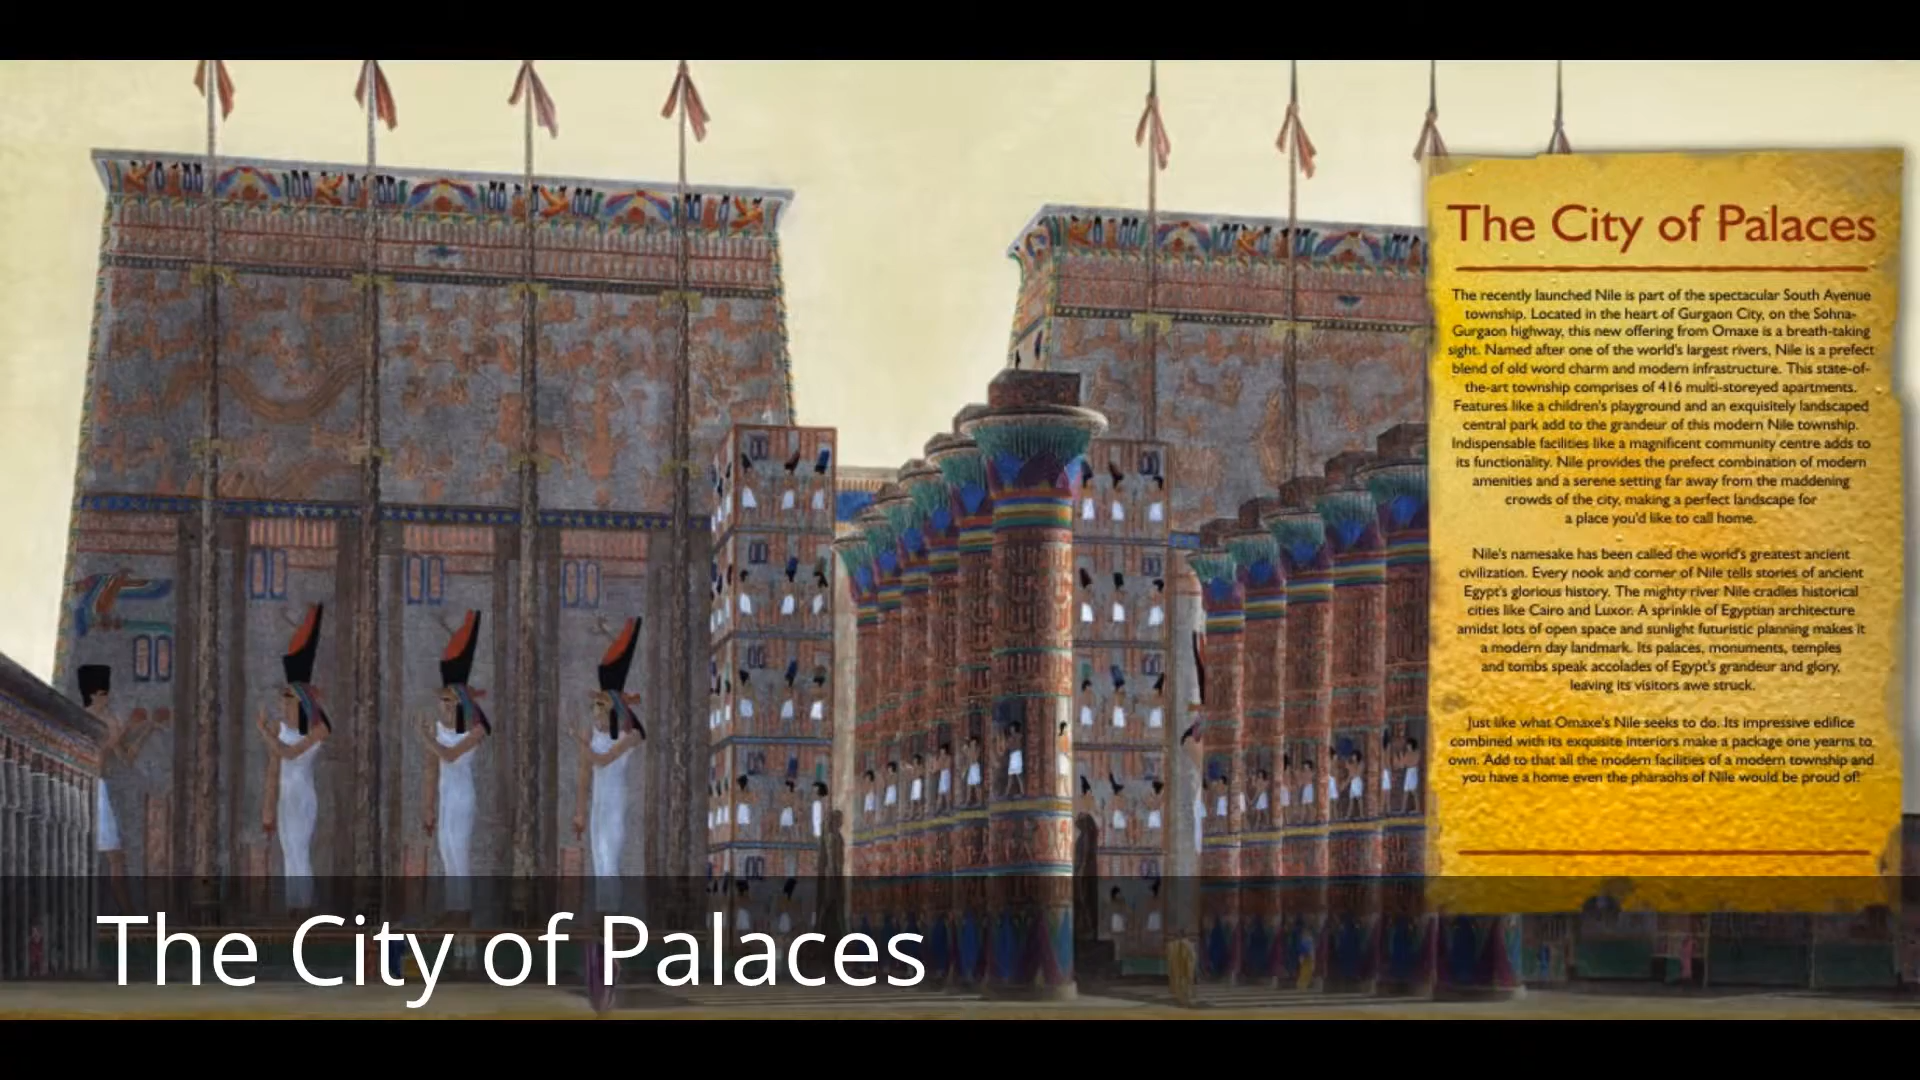 The City of Palaces
The recently launched Nile is part of the spectacular South Avenue
township. Located in the heart of Gurgaon City, on the Sohna-
Gurgaon highway, this new offering from Omaxe is a breath-taking
sight. Named after one of the world's largest rivers, Nile is a prefect
blend of old word charm and modern infrastructure. This state-of-
the-art township comprises of 416 multi-storeyed apartments.
Features like a children's playground and an exquisitely landscaped
central park add to the grandeur of this modern Nile township.
Indispensable facilities like a magnificent community centre adds to
its functionality. Nile provides the prefect combination of modern
amenities and a serene setting far away from the maddening
crowds of the city, making a perfect landscape for
a place you'd like to call home.
Nile's namesake has been called the world's greatest ancient
civilization. Every nook and corner of Nile tells stories of ancient
Egypt's glorious history. The mighty river Nile cradles historical
cities like Cairo and Luxor. A sprinkle of Egyptian architecture
amidst lots of open space and sunlight futuristic planning makes it
a modern day landmark. Its palaces, monuments, temples
and tombs speak accolades of Egypt's grandeur and glory,
leaving its visitors awe struck.
Just like what Omaxe's Nile seeks to do. Its impressive edifice
combined with its exquisite interiors make a package one yearns to
own. Add to that all the modern facilities of a modern township and
you have a home even the pharaohs of Nile would be proud of!
The City of Palaces